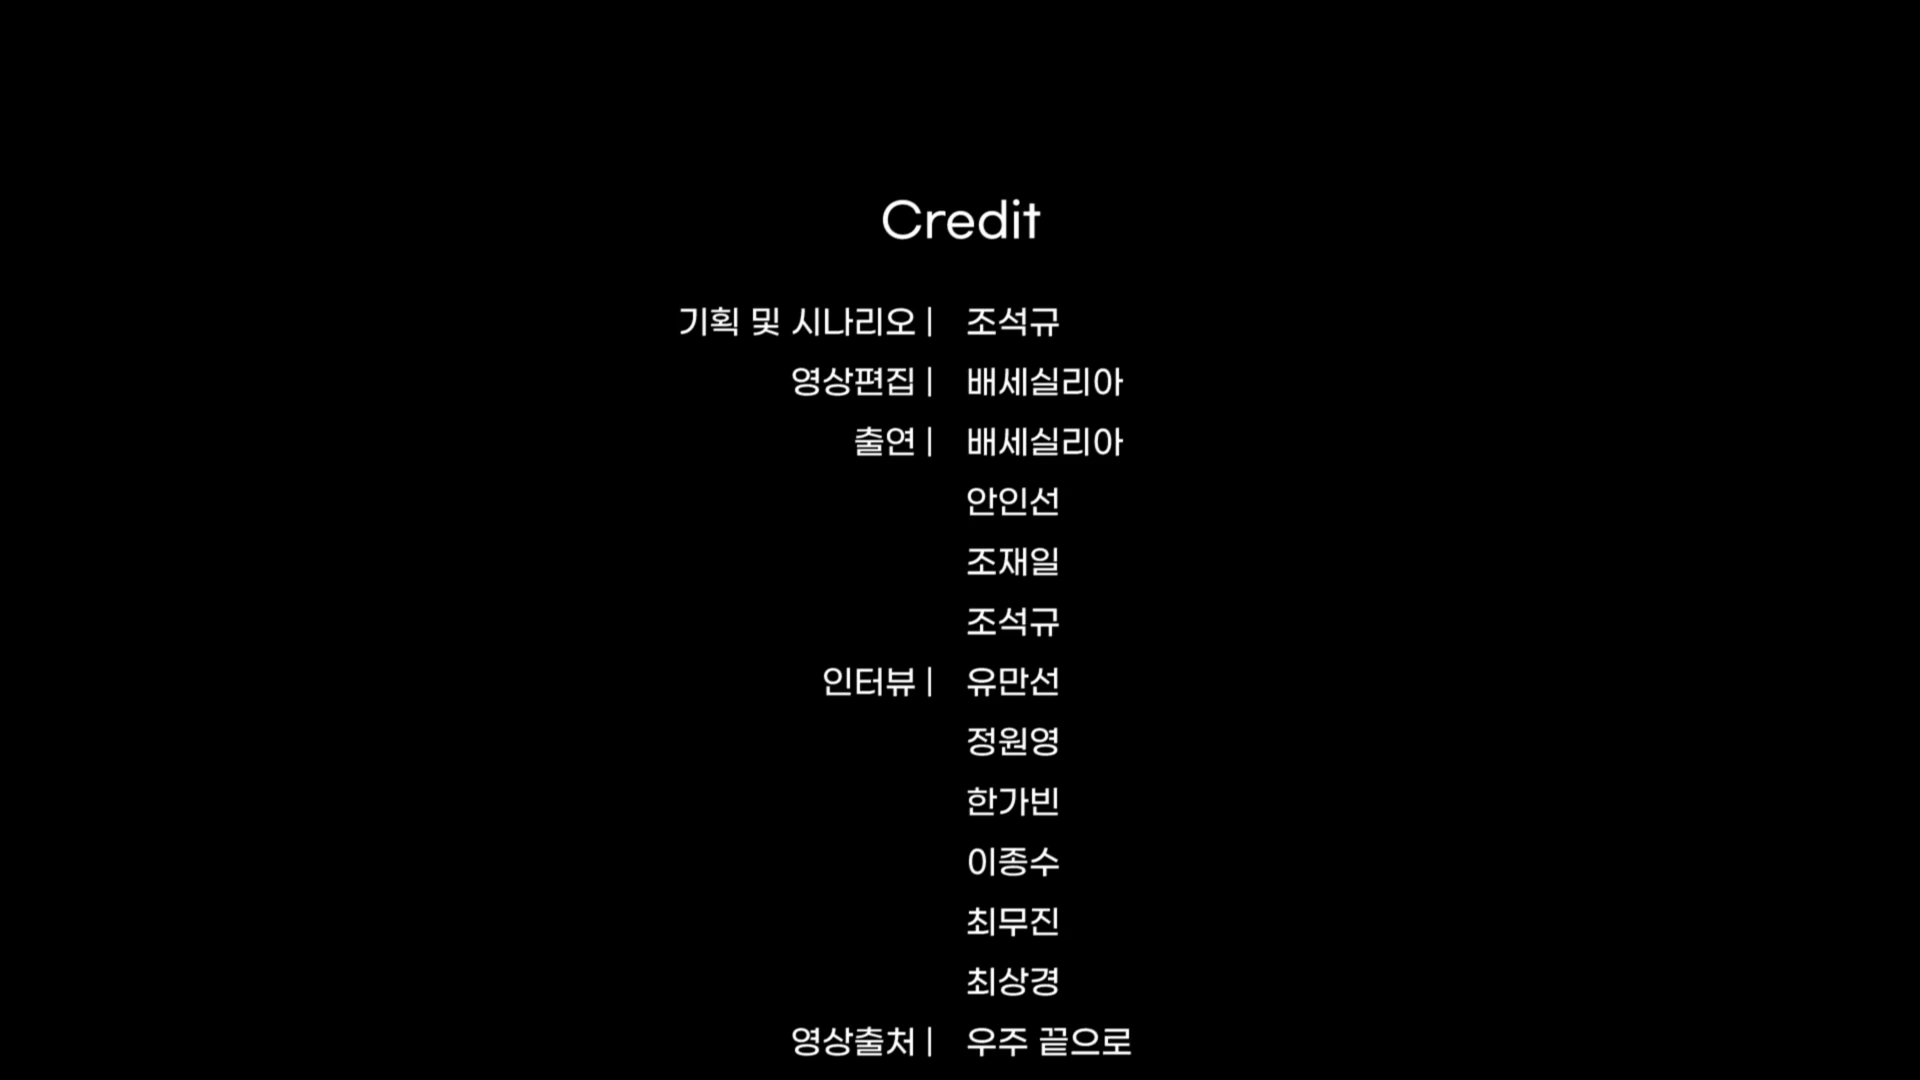 Credit
기획 및 시나리오 | 조석규
영상편집 | 배세실리아
출연 | 배세실리아
안인선
조재일
조석규
인터뷰 | 유만선
정원영
한가빈
이종수
최무진
최상경
영상출처 | 우주 끝으로